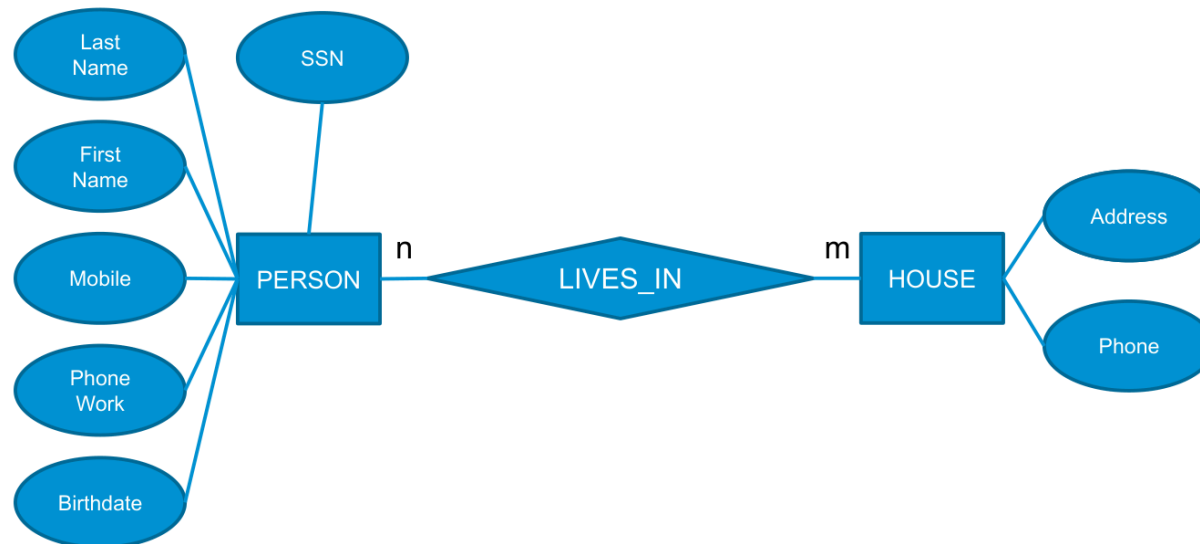 Last
Name
SSN
First
Name
Mobile
Phone
Work
Birthdate
PERSON
n
LIVES_IN
m
HOUSE
Address
Phone